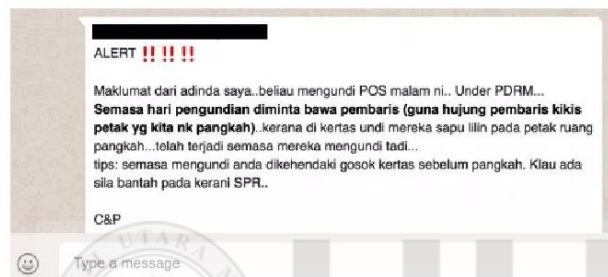 ALERT ‼️ ‼️ ‼️
Maklumat dari adinda saya..beliau mengundi POS malam ni.. Under PDRM...
Semasa hari pengundian diminta bawa pembaris (guna hujung pembaris kikis
petak yg kita nk pangkah)..kerana di kertas undi mereka sapu lilin pada petak ruang
pangkah...telah terjadi semasa mereka mengundi tadi...
tips: semasa mengundi anda dikehendaki gosok kertas sebelum pangkah. Klau ada
sila bantah pada kerani SPR..
C&P
UTARA
Type a message